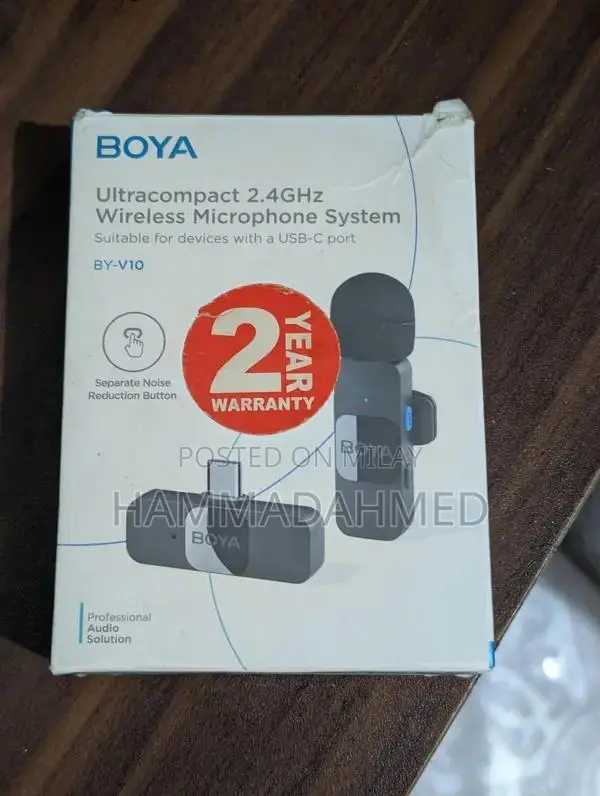 BOYA
Ultracompact 2.4GHz
Wireless Microphone System
Suitable for devices with a USB-C port
BY-V10
Separate Noise
Reduction Button
2 YEAR
WARRANTY
BOYA
POSTED ON MILAY
HAMMADAHMED
BOYA
Professional
Audio
Solution